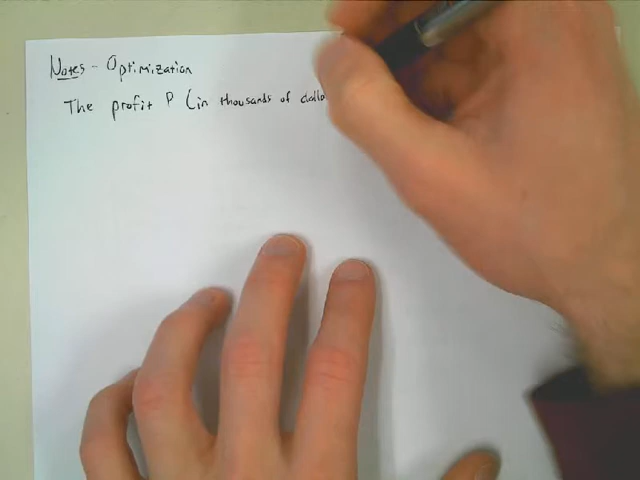 Notes - Optimization
The profit P (in thousands of dolla